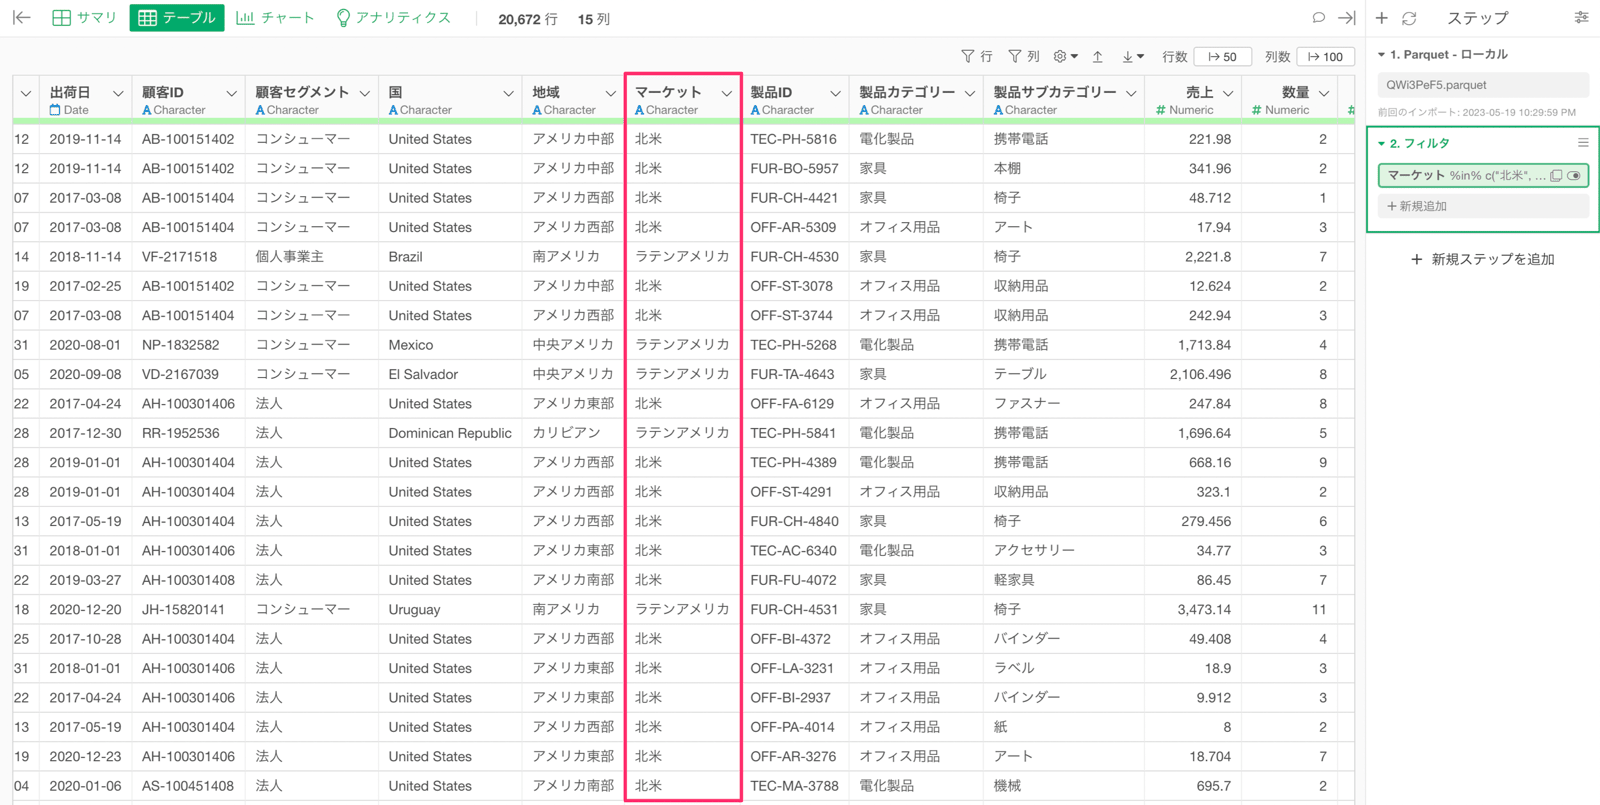 サマリ テーブル チャート アナリティクス 20,672 行 15 列
ステップ
行 列 行数 50 列数 100
1. Parquet - ローカル
QWi3PeF5.parquet
前回のインポート: 2023-05-19 10:29:59 PM
2. フィルタ
マーケット %in% c("北米", ...
新規追加
新規ステップを追加
出荷日 顧客ID 顧客セグメント 国 地域 マーケット 製品ID 製品カテゴリー 製品サブカテゴリー 売上 数量
Date Character Character Character Character Character Character Character Character # Numeric # Numeric #
12 2019-11-14 AB-100151402 コンシューマー United States アメリカ中部 北米 TEC-PH-5816 電化製品 携帯電話 221.98 2
12 2019-11-14 AB-100151402 コンシューマー United States アメリカ中部 北米 FUR-BO-5957 家具 本棚 341.96 2
07 2017-03-08 AB-100151404 コンシューマー United States アメリカ西部 北米 FUR-CH-4421 家具 椅子 48.712 1
07 2017-03-08 AB-100151404 コンシューマー United States アメリカ西部 北米 OFF-AR-5309 オフィス用品 アート 17.94 3
14 2018-11-14 VF-2171518 個人事業主 Brazil 南アメリカ ラテンアメリカ FUR-CH-4530 家具 椅子 2,221.8 7
19 2017-02-25 AB-100151402 コンシューマー United States アメリカ中部 北米 OFF-ST-3078 オフィス用品 収納用品 12.624 2
07 2017-03-08 AB-100151404 コンシューマー United States アメリカ西部 北米 OFF-ST-3744 オフィス用品 収納用品 242.94 3
31 2020-08-01 NP-1832582 コンシューマー Mexico 中央アメリカ ラテンアメリカ TEC-PH-5268 電化製品 携帯電話 1,713.84 4
05 2020-09-08 VD-2167039 コンシューマー El Salvador 中央アメリカ ラテンアメリカ FUR-TA-4643 家具 テーブル 2,106.496 8
22 2017-04-24 AH-100301406 法人 United States アメリカ東部 北米 OFF-FA-6129 オフィス用品 ファスナー 247.84 8
28 2017-12-30 RR-1952536 法人 Dominican Republic カリビアン ラテンアメリカ TEC-PH-5841 電化製品 携帯電話 1,696.64 5
28 2019-01-01 AH-100301404 法人 United States アメリカ西部 北米 TEC-PH-4389 電化製品 携帯電話 668.16 9
28 2019-01-01 AH-100301404 法人 United States アメリカ西部 北米 OFF-ST-4291 オフィス用品 収納用品 323.1 2
13 2017-05-19 AH-100301404 法人 United States アメリカ西部 北米 FUR-CH-4840 家具 椅子 279.456 6
31 2018-01-01 AH-100301406 法人 United States アメリカ東部 北米 TEC-AC-6340 電化製品 アクセサリー 34.77 3
22 2019-03-27 AH-100301408 法人 United States アメリカ南部 北米 FUR-FU-4072 家具 軽家具 86.45 7
18 2020-12-20 JH-15820141 コンシューマー Uruguay 南アメリカ ラテンアメリカ FUR-CH-4531 家具 椅子 3,473.14 11
25 2017-10-28 AH-100301404 法人 United States アメリカ西部 北米 OFF-BI-4372 オフィス用品 バインダー 49.408 4
31 2018-01-01 AH-100301406 法人 United States アメリカ東部 北米 OFF-LA-3231 オフィス用品 ラベル 18.9 3
22 2017-04-24 AH-100301406 法人 United States アメリカ東部 北米 OFF-BI-2937 オフィス用品 バインダー 9.912 3
13 2017-05-19 AH-100301404 法人 United States アメリカ西部 北米 OFF-PA-4014 オフィス用品 紙 8 2
19 2020-12-23 AH-100301406 法人 United States アメリカ東部 北米 OFF-AR-3276 オフィス用品 アート 18.704 7
04 2020-01-06 AS-100451408 法人 United States アメリカ南部 北米 TEC-MA-3788 電化製品 機械 695.7 2